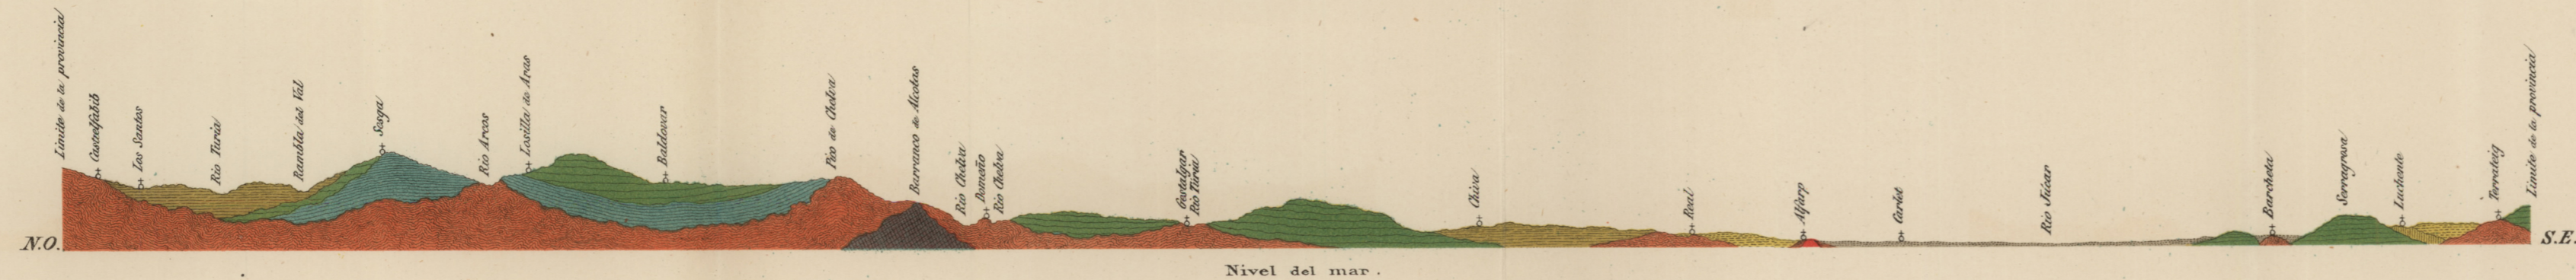 Limite de la provincia
Castelfabib
Los Santos
Rio Turia
Rambla del Val
Sesga
Rio Arcos
Losilla de Aras
Baldovar
Pico de Chelva
Barranco de Alcotas
Rio Chelva
Domeño
Rio Chelva
Gestalgar
Rio Turia
Chiva
Real
Alfarp
Carlet
Rio Júcar
Barcheta
Serragrosa
Luchente
Terrateig
Limite de la provincia
N.O.
S.E.
Nivel del mar.